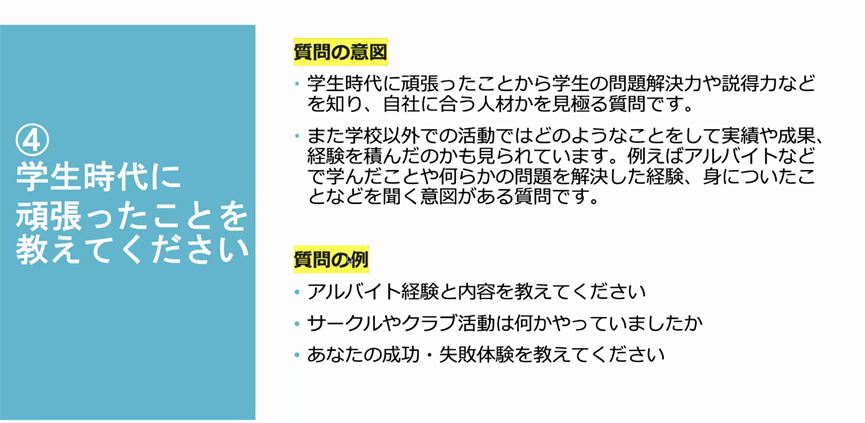 ④
学生時代に
頑張ったことを
教えてください
質問の意図
・学生時代に頑張ったことから学生の問題解決力や説得力など
を知り、自社に合う人材かを見極る質問です。
・また学校以外での活動ではどのようなことをして実績や成果、
経験を積んだのかも見られています。例えばアルバイトなど
で学んだことや何らかの問題を解決した経験、身についたこ
となどを聞く意図がある質問です。
質問の例
・アルバイト経験と内容を教えてください
・サークルやクラブ活動は何かやっていましたか
・あなたの成功・失敗体験を教えてください